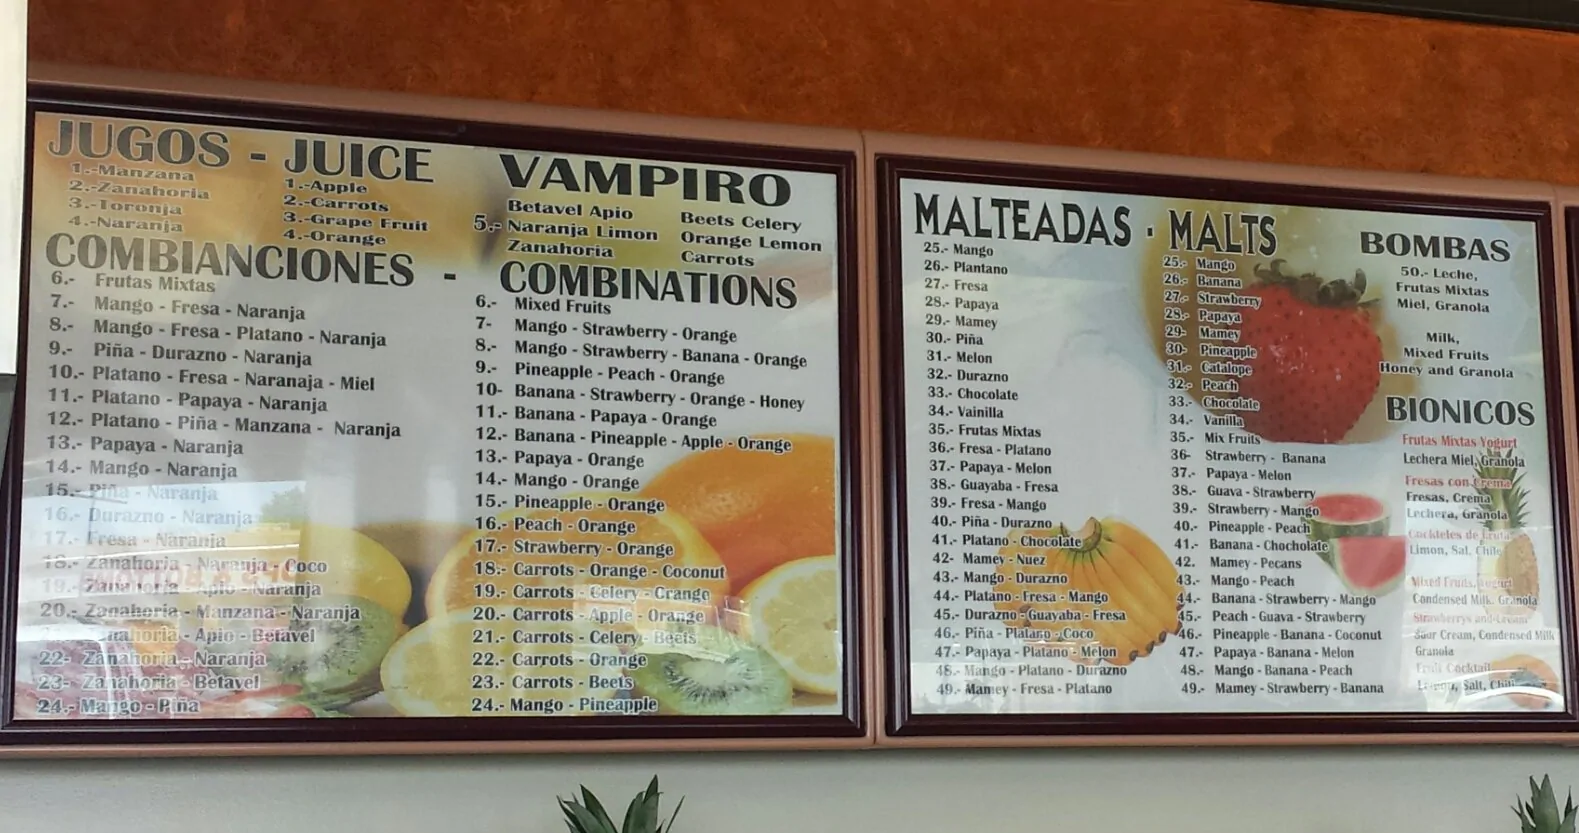 JUGOS - JUICE
1.-Manzana
2.-Zanahoria
3.-Toronja
4.-Naranja
1.-Apple
2.-Carrots
3.-Grape Fruit
4.-Orange
VAMPIRO
Betavel Apio
5.- Naranja Limon
Zanahoria
Beets Celery
Orange Lemon
Carrots
COMBIANCIONES - COMBINATIONS
6.- Frutas Mixtas
7.- Mango - Fresa - Naranja
8.- Mango - Fresa - Platano - Naranja
9.- Piña - Durazno - Naranja
10.- Platano - Fresa - Naranaja - Miel
11.- Platano - Papaya - Naranja
12.- Platano - Piña - Manzana - Naranja
13.- Papaya - Naranja
14.- Mango - Naranja
15.- Piña - Naranja
16.- Durazno - Naranja
17.- Fresa - Naranja
18.- Zanahoria - Naranja - Coco
19.- Zanahoria - Apio - Naranja
20.- Zanahoria - Manzana - Naranja
Zanahoria - Apio - Betavel
22- Zanahoria - Naranja
23- Zanahoria - Betavel
24.- Mango - Piña
6.- Mixed Fruits
7- Mango - Strawberry - Orange
8.- Mango - Strawberry - Banana - Orange
9.- Pineapple - Peach - Orange
10- Banana - Strawberry - Orange - Honey
11.- Banana - Papaya - Orange
12.- Banana - Pineapple - Apple - Orange
13.- Papaya - Orange
14.- Mango - Orange
15.- Pineapple - Orange
16.- Peach - Orange
17.- Strawberry - Orange
18.- Carrots - Orange - Coconut
19.- Carrots - Celery - Orange
20.- Carrots - Apple - Orange
21.- Carrots - Celery - Beets
22.- Carrots - Orange
23.- Carrots - Beets
24.- Mango - Pineapple
MALTEADAS - MALTS
25.- Mango
26.- Plantano
27.- Fresa
28.- Papaya
29.- Mamey
30.- Piña
31.- Melon
32.- Durazno
33.- Chocolate
34.- Vainilla
35.- Frutas Mixtas
36.- Fresa - Platano
37.- Papaya - Melon
38.- Guayaba - Fresa
39.- Fresa - Mango
40.- Piña - Durazno
41.- Platano - Chocolate
42- Mamey - Nuez
43.- Mango - Durazno
44.- Platano - Fresa - Mango
45.- Durazno - Guayaba - Fresa
46.- Piña - Platano - Coco
47.- Papaya - Platano - Melon
48.- Mango - Platano - Durazno
49.- Mamey - Fresa - Platano
25.- Mango
26.- Banana
27.- Strawberry
28.- Papaya
29- Mamey
30- Pineapple
31.- Catalope
32.- Peach
33.- Chocolate
34.- Vanilla
35.- Mix Fruits
36- Strawberry - Banana
37.- Papaya - Melon
38.- Guava - Strawberry
39.- Strawberry - Mango
40.- Pineapple - Peach
41.- Banana - Chocholate
42. Mamey - Pecans
43.- Mango - Peach
44.- Banana - Strawberry - Mango
45.- Peach - Guava - Strawberry
46.- Pineapple - Banana - Coconut
47.- Papaya - Banana - Melon
48.- Mango - Banana - Peach
49.- Mamey - Strawberry - Banana
BOMBAS
50.- Leche,
Frutas Mixtas
Miel, Granola
Milk,
Mixed Fruits
Honey and Granola
BIONICOS
Frutas Mixtas Yogurt
Lechera Miel, Granola
Fresas con Crema
Fresas, Crema
Lechera, Granola
Cockteles de Fruta
Limon, Sal, Chile
Mixed Fruits, Yogurt
Condensed Milk, Granola
Strawberrys and Cream
Sour Cream, Condensed Milk
Granola
Fruit Cocktail
Lemon, Salt, Chili